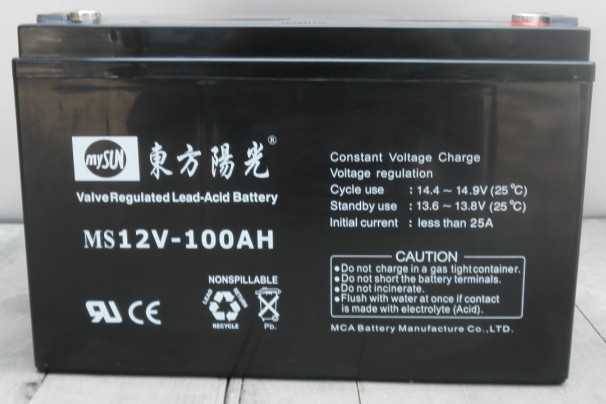 mySUN 東方陽光®
Valve Regulated Lead-Acid Battery
MS12V-100AH
NONSPILLABLE
LEAD
RECYCLE
Pb.
Constant Voltage Charge
Voltage regulation
Cycle use : 14.4 ~ 14.9V (25℃)
Standby use : 13.6 ~ 13.8V (25℃)
Initial current : less than 25A
CAUTION
●Do not charge in a gas tight container.
●Do not short the battery terminals.
●Do not incinerate.
●Flush with water at once if contact
is made with electrolyte (Acid).
MCA Battery Manufacture Co.,LTD.